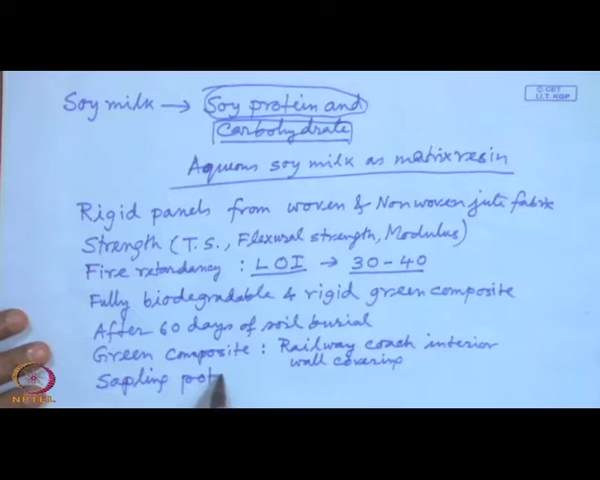 © CET
I.I.T. KGP
Soy milk → Soy protein and
Carbohydrate
Aqueous soy milk as matrix resin
Rigid panels from woven & Nonwoven jute fabric
Strength (T.S., Flexural strength, Modulus)
Fire retardancy : LOI → 30-40
Fully biodegradable & rigid green composite
After 60 days of soil burial
Green composite : Railway coach interior
wall covering
Sapling pot
NPTEL